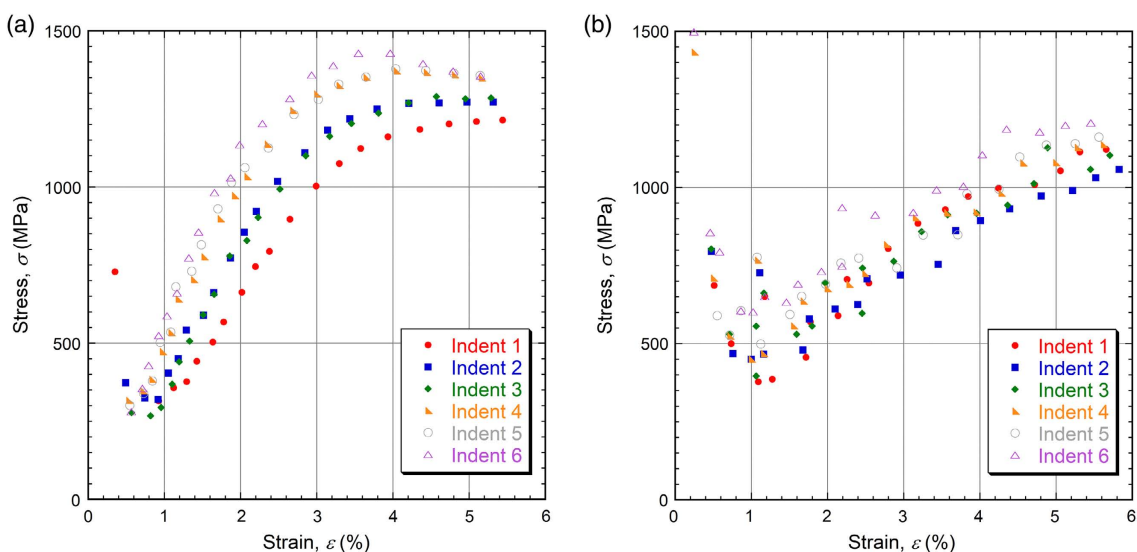 (a)
1500
1000
500
0
Stress, σ (MPa)
Indent 1
Indent 2
Indent 3
Indent 4
Indent 5
Indent 6
0 1 2 3 4 5 6
Strain, ε (%)
(b)
1500
1000
500
0
Stress, σ (MPa)
Indent 1
Indent 2
Indent 3
Indent 4
Indent 5
Indent 6
0 1 2 3 4 5 6
Strain, ε (%)